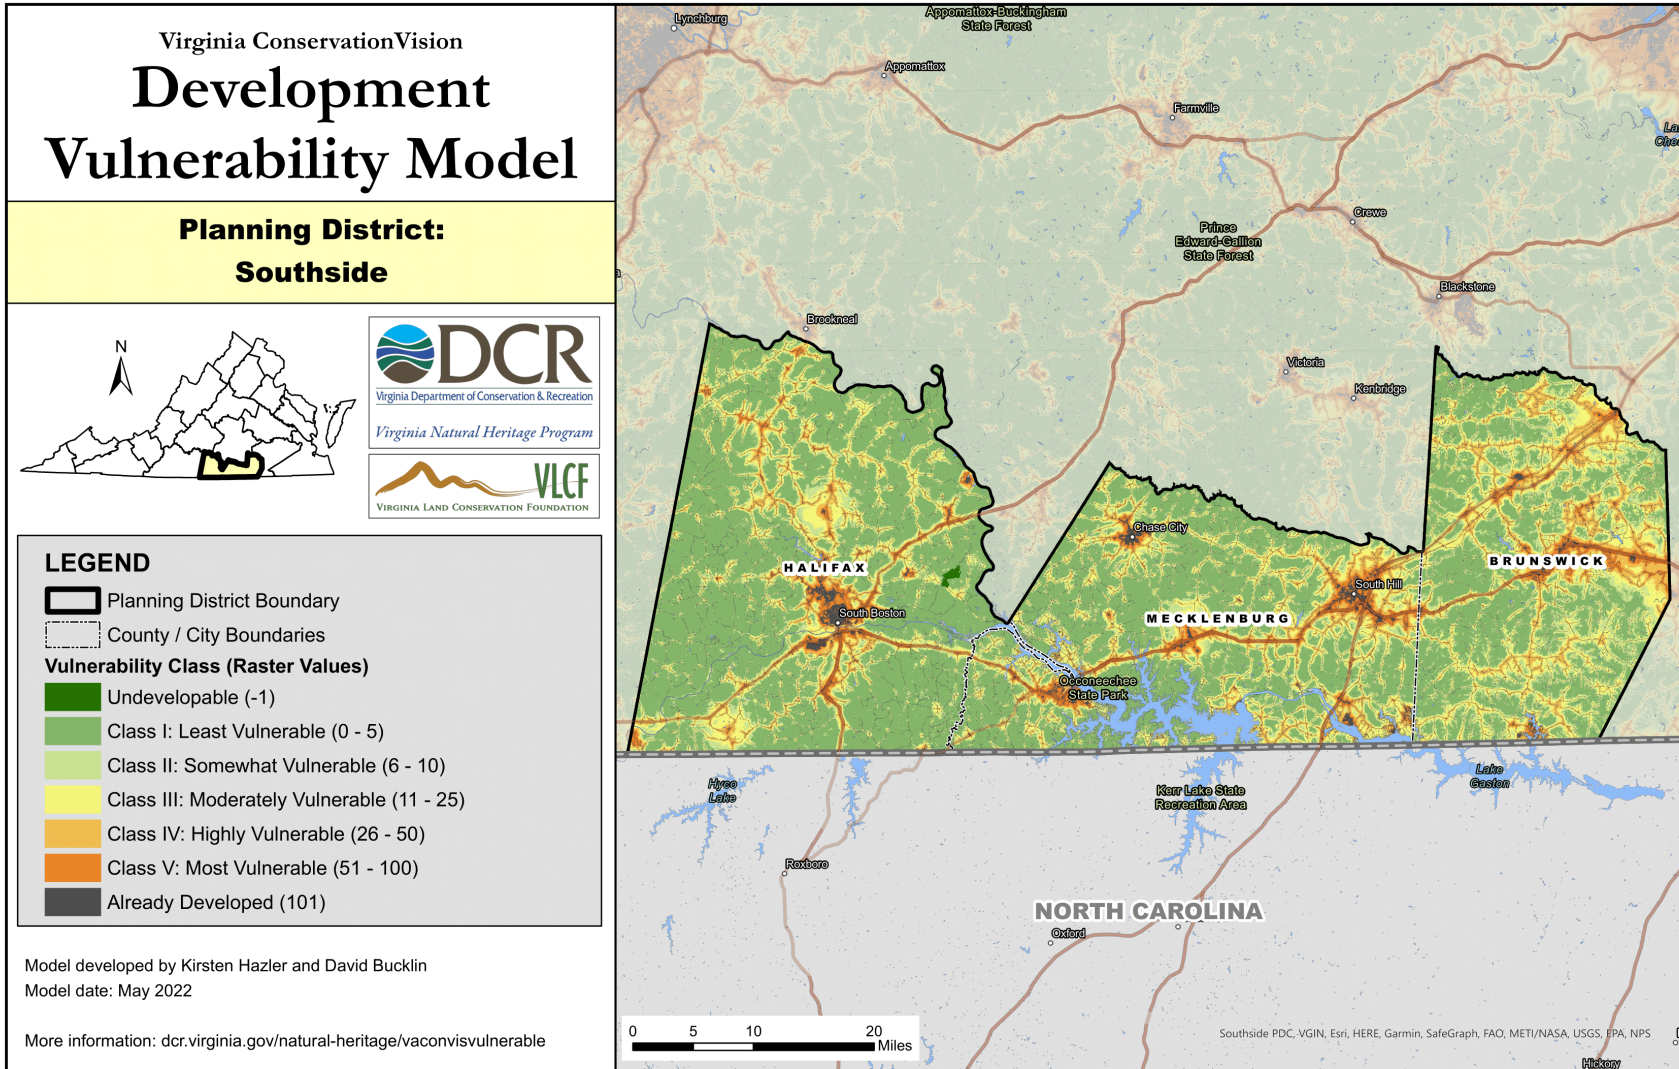 Virginia ConservationVision
Development
Vulnerability Model
Planning District:
Southside
N
DCR
Virginia Department of Conservation & Recreation
Virginia Natural Heritage Program
VLCF
VIRGINIA LAND CONSERVATION FOUNDATION
LEGEND
Planning District Boundary
County / City Boundaries
Vulnerability Class (Raster Values)
Undevelopable (-1)
Class I: Least Vulnerable (0 - 5)
Class II: Somewhat Vulnerable (6 - 10)
Class III: Moderately Vulnerable (11 - 25)
Class IV: Highly Vulnerable (26 - 50)
Class V: Most Vulnerable (51 - 100)
Already Developed (101)
Model developed by Kirsten Hazler and David Bucklin
Model date: May 2022
More information: dcr.virginia.gov/natural-heritage/vaconvisvulnerable
Lynchburg
Appomattox-Buckingham
State Forest
Appomattox
Farmville
Crewe
Prince
Edward-Gallion
State Forest
Blackstone
Brookneal
Victoria
Kenbridge
Chase City
HALIFAX
South Boston
BRUNSWICK
South Hill
MECKLENBURG
Occoneechee
State Park
Hyco
Lake
Kerr Lake State
Recreation Area
Lake
Gaston
Roxboro
NORTH CAROLINA
Oxford
0 5 10 20
Miles
Southside PDC, VGIN, Esri, HERE, Garmin, SafeGraph, FAO, METI/NASA, USGS, EPA, NPS
Hickory